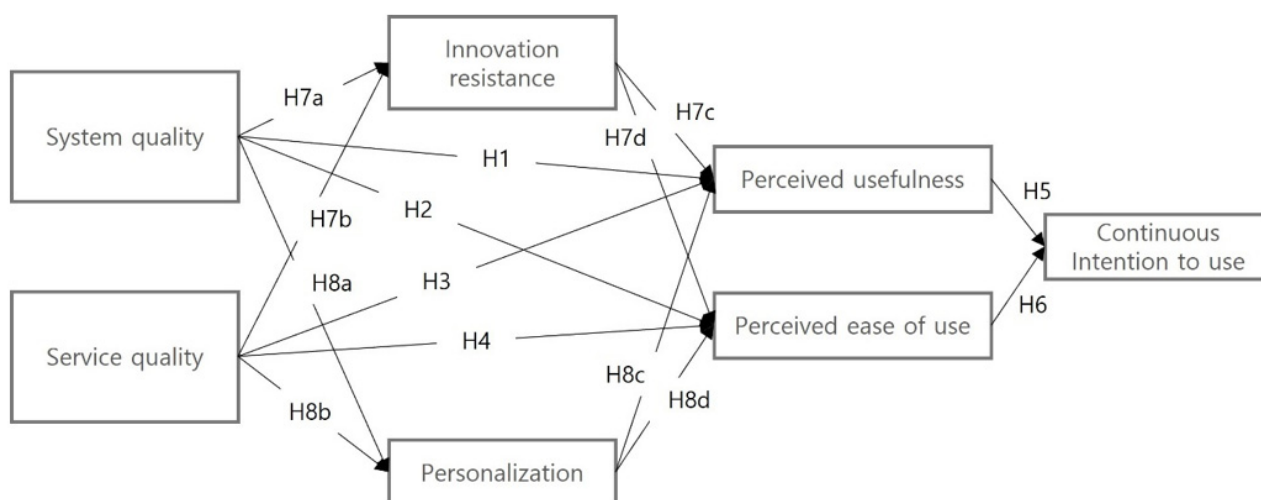 Innovation
resistance
System quality
H7a
H7c
H7d
H1
Perceived usefulness
H7b
H2
H5
Continuous
Intention to use
H8a
H3
H6
Service quality
H4
Perceived ease of use
H8c
H8d
H8b
Personalization